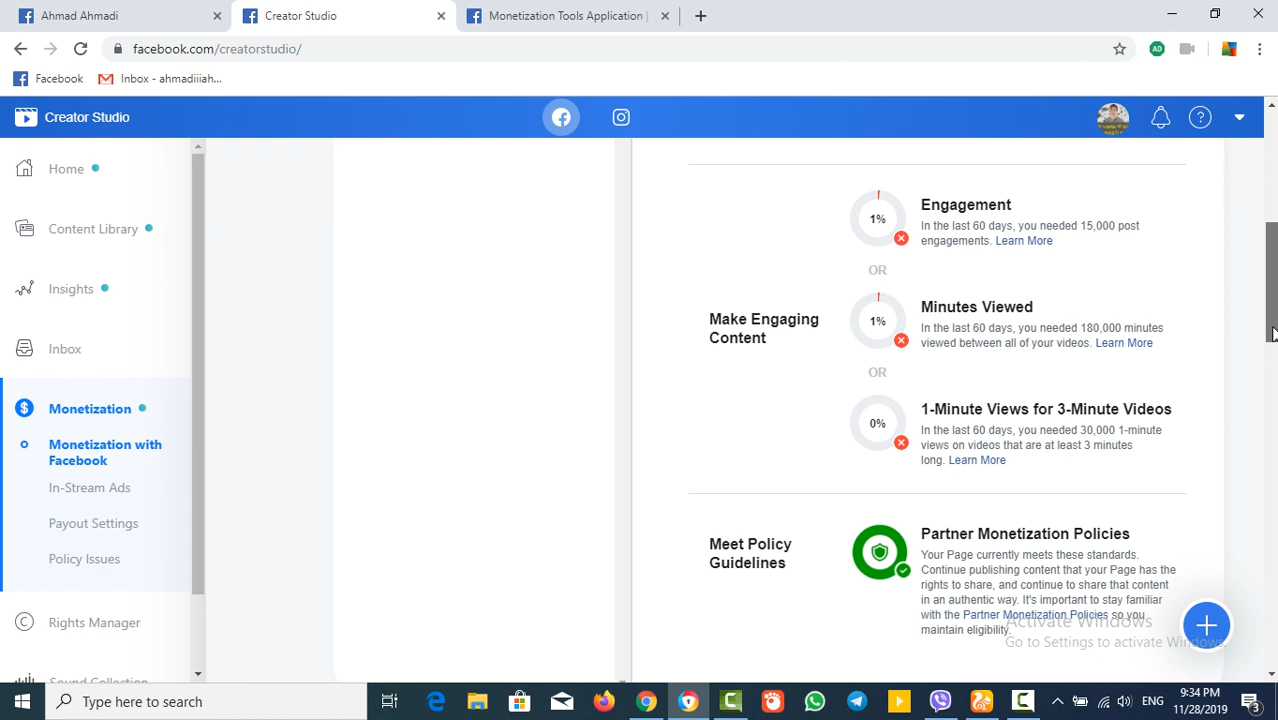 Ahmad Ahmadi
Creator Studio
Monetization Tools Application |
facebook.com/creatorstudio/
AD
Facebook
Inbox - ahmadiiiah...
Creator Studio
Home
Content Library
Insights
Inbox
Monetization
Monetization with
Facebook
In-Stream Ads
Payout Settings
Policy Issues
Rights Manager
Make Engaging
Content
1%
Engagement
In the last 60 days, you needed 15,000 post
engagements. Learn More
OR
1%
Minutes Viewed
In the last 60 days, you needed 180,000 minutes
viewed between all of your videos. Learn More
OR
0%
1-Minute Views for 3-Minute Videos
In the last 60 days, you needed 30,000 1-minute
views on videos that are at least 3 minutes
long. Learn More
Meet Policy
Guidelines
Partner Monetization Policies
Your Page currently meets these standards.
Continue publishing content that your Page has the
rights to share, and continue to share that content
in an authentic way. It's important to stay familiar
with the Partner Monetization Policies so you
maintain eligibility.
Activate Windows
Go to Settings to activate Windows.
Type here to search
ENG
9:34 PM
11/28/2019
3